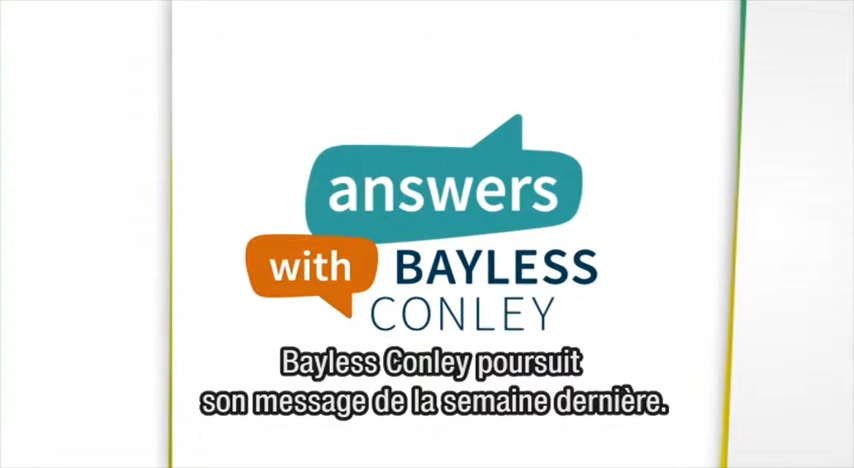 answers
with BAYLESS
CONLEY
Bayless Conley poursuit
son message de la semaine dernière.